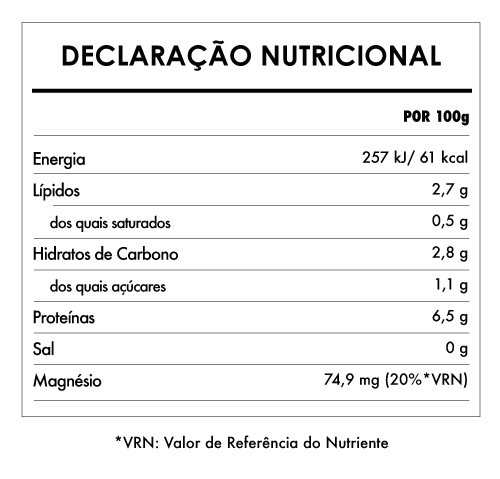 DECLARAÇÃO NUTRICIONAL
POR 100g
Energia 257 kJ/ 61 kcal
Lípidos 2,7 g
dos quais saturados 0,5 g
Hidratos de Carbono 2,8 g
dos quais açúcares 1,1 g
Proteínas 6,5 g
Sal 0 g
Magnésio 74,9 mg (20%*VRN)
*VRN: Valor de Referência do Nutriente